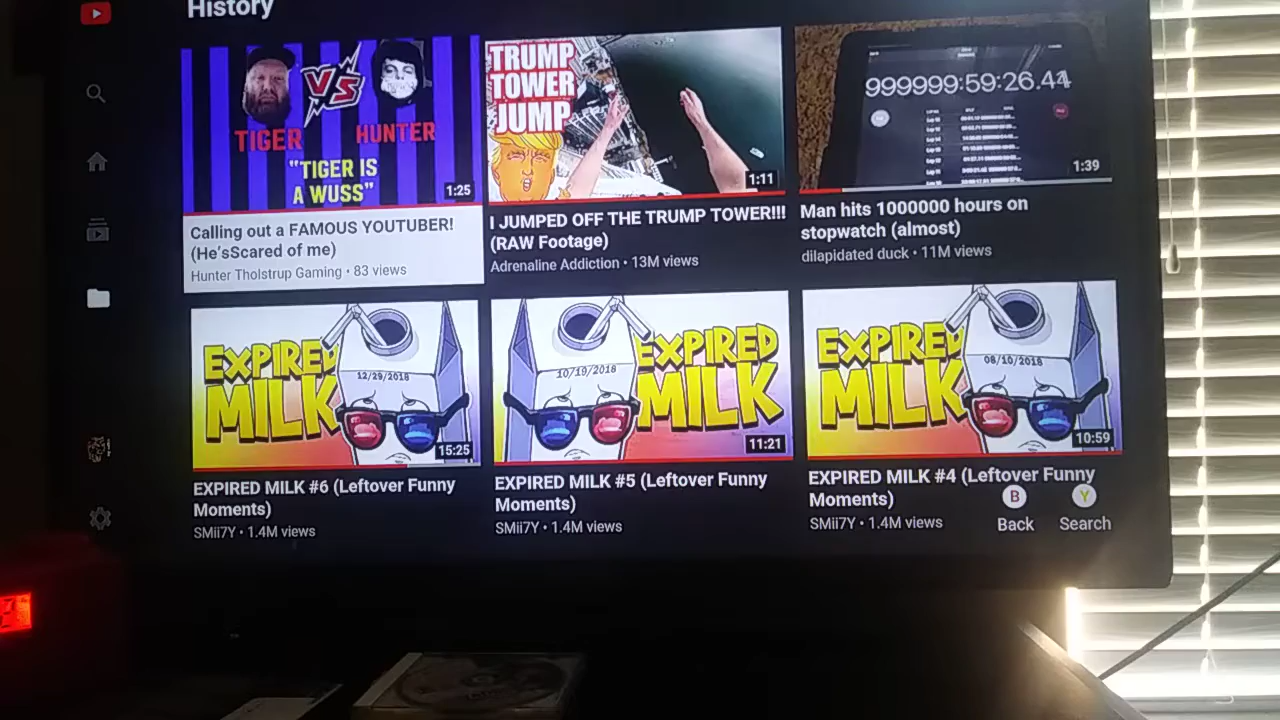 History
TIGER VS HUNTER
"TIGER IS
A WUSS"
1:25
Calling out a FAMOUS YOUTUBER!
(He'sScared of me)
Hunter Tholstrup Gaming • 83 views
TRUMP
TOWER
JUMP
1:11
I JUMPED OFF THE TRUMP TOWER!!!
(RAW Footage)
Adrenaline Addiction • 13M views
999999:59:26.44
1:39
Man hits 1000000 hours on
stopwatch (almost)
dilapidated duck • 11M views
EXPIRED
MILK
12/29/2018
15:25
EXPIRED MILK #6 (Leftover Funny
Moments)
SMii7Y • 1.4M views
EXPIRED
MILK
10/19/2018
11:21
EXPIRED MILK #5 (Leftover Funny
Moments)
SMii7Y • 1.4M views
EXPIRED
MILK
08/10/2018
10:59
EXPIRED MILK #4 (Leftover Funny
Moments)
SMii7Y • 1.4M views
B
Back
Y
Search